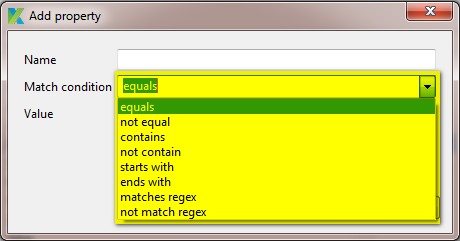 Add property
Name
Match condition equals
Value
equals
not equal
contains
not contain
starts with
ends with
matches regex
not match regex